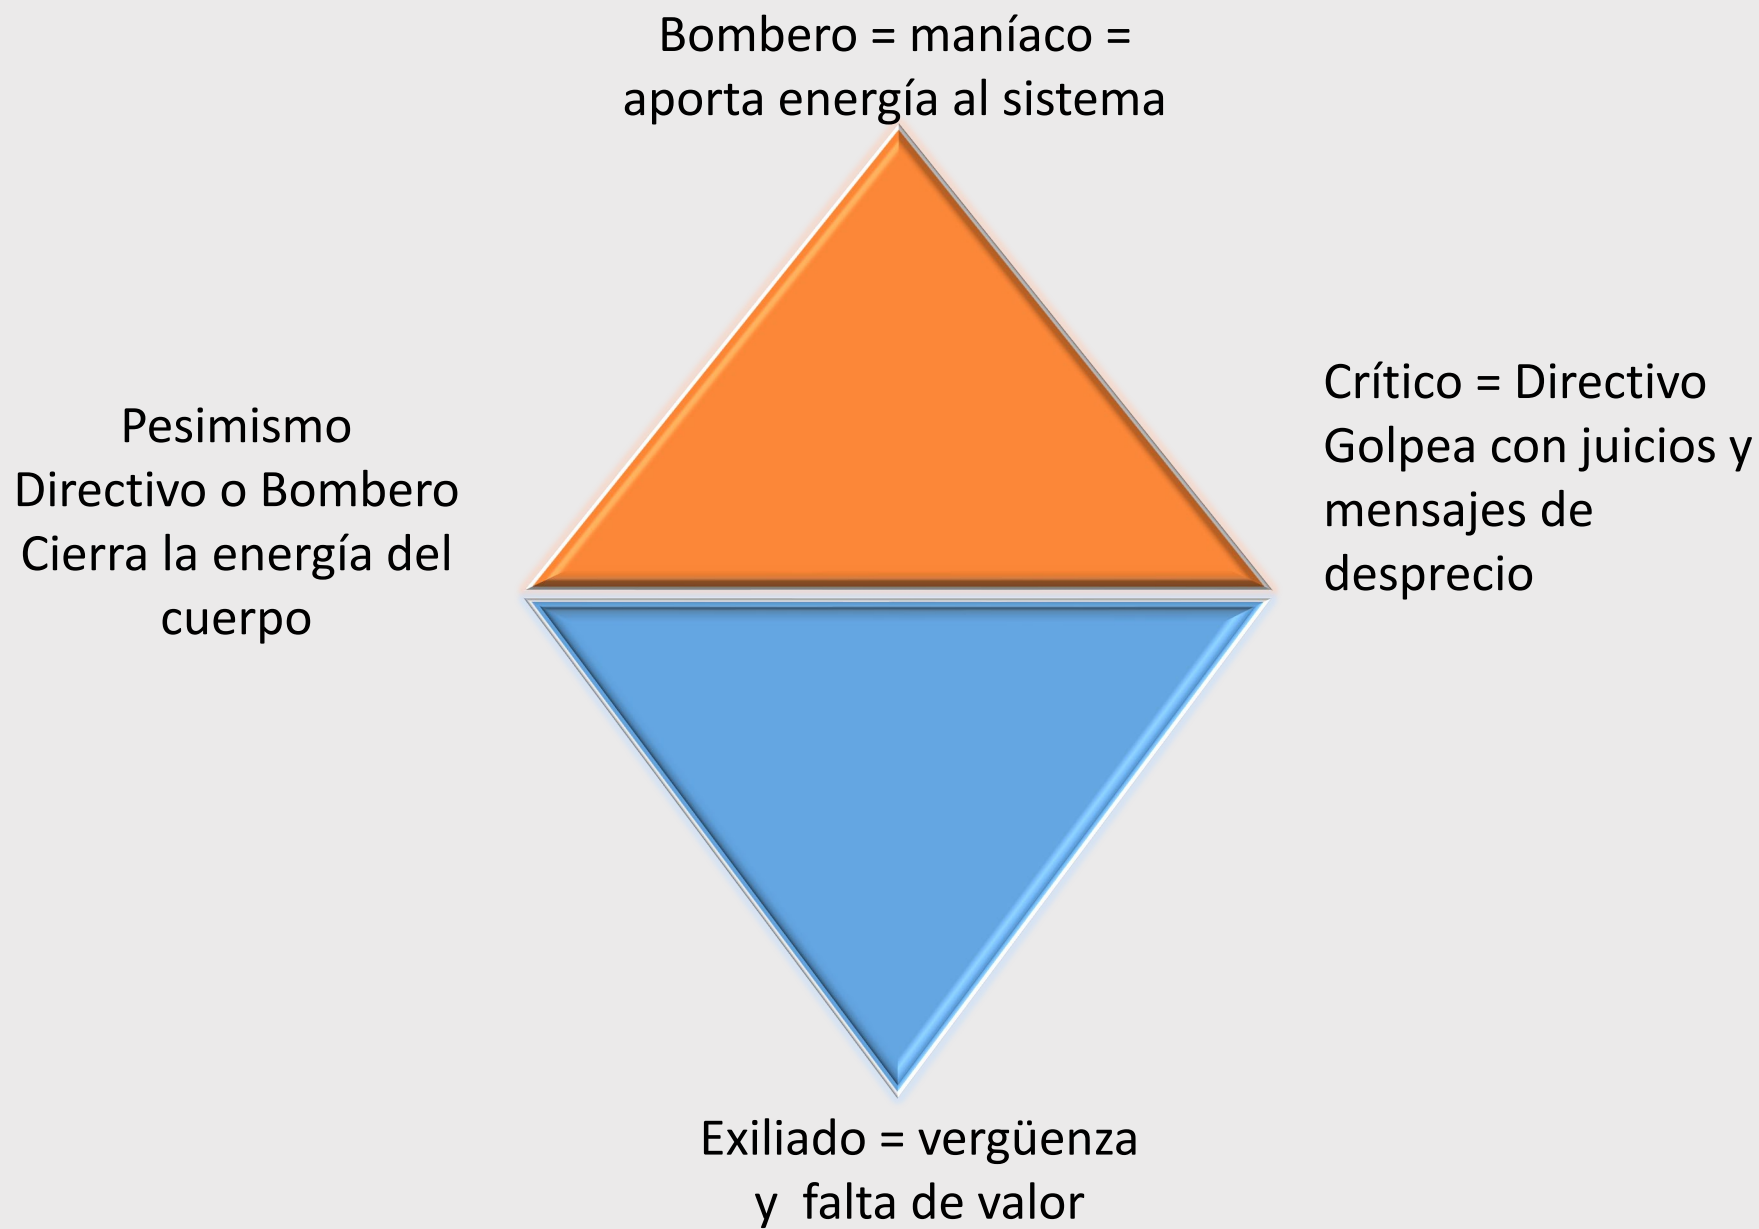 Bombero = maníaco =
aporta energía al sistema
Pesimismo
Directivo o Bombero
Cierra la energía del
cuerpo
Crítico = Directivo
Golpea con juicios y
mensajes de
desprecio
Exiliado = vergüenza
y falta de valor